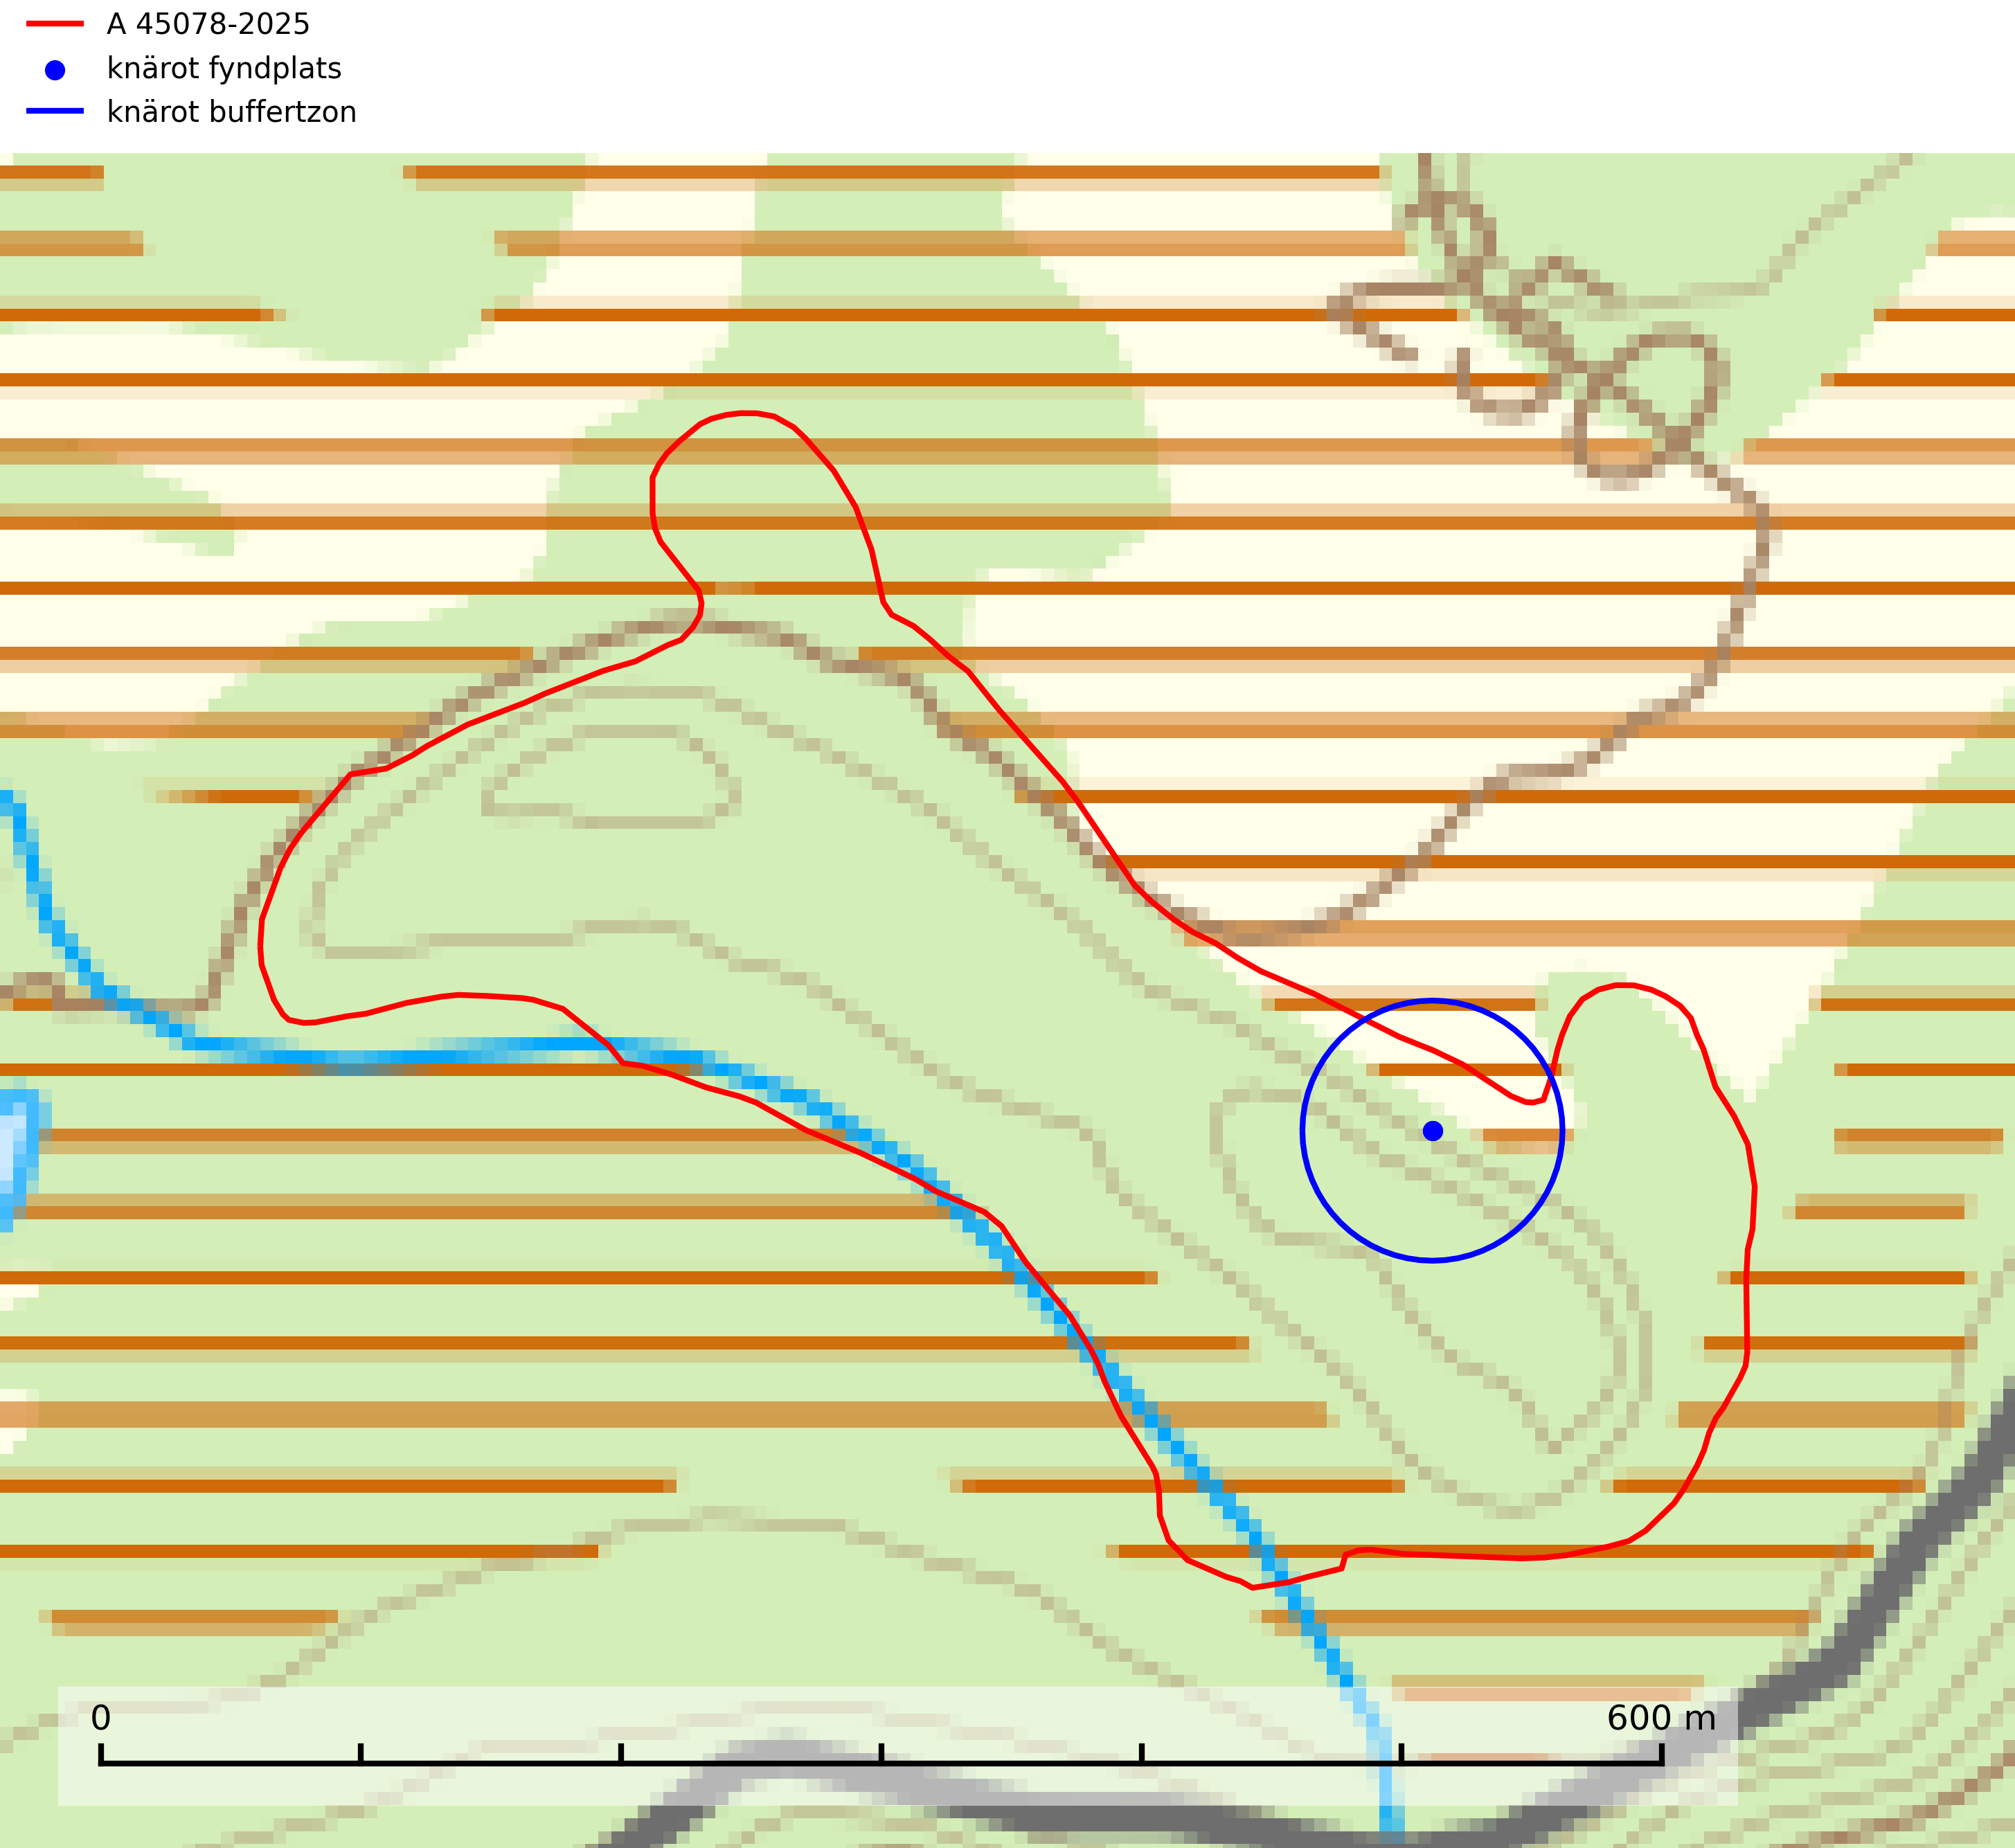 A 45078-2025
knärot fyndplats
knärot buffertzon
0 600 m